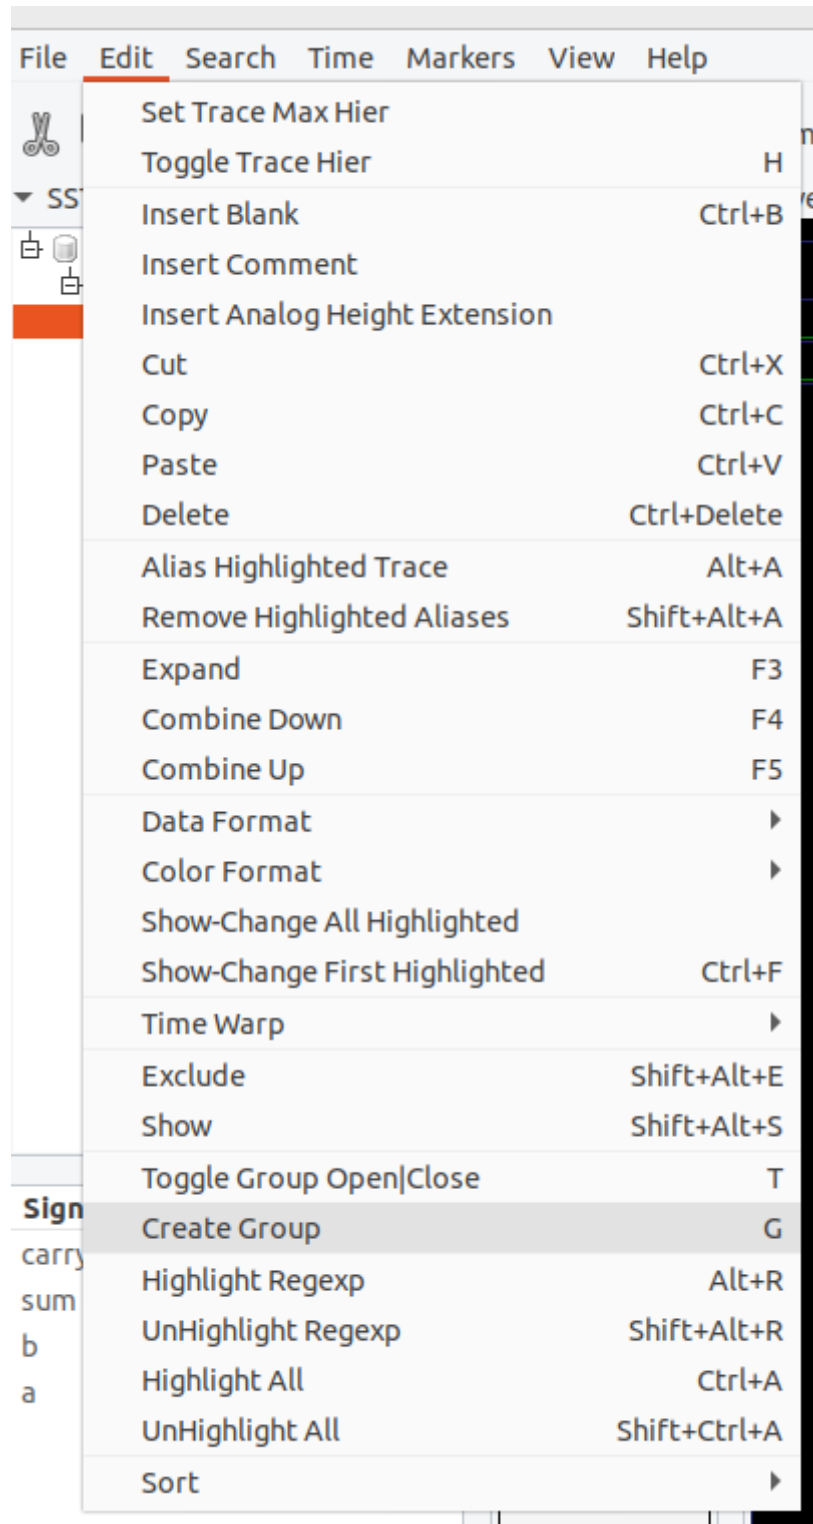 File Edit Search Time Markers View Help
Set Trace Max Hier
Toggle Trace Hier H
Insert Blank Ctrl+B
Insert Comment
Insert Analog Height Extension
Cut Ctrl+X
Copy Ctrl+C
Paste Ctrl+V
Delete Ctrl+Delete
Alias Highlighted Trace Alt+A
Remove Highlighted Aliases Shift+Alt+A
Expand F3
Combine Down F4
Combine Up F5
Data Format
Color Format
Show-Change All Highlighted
Show-Change First Highlighted Ctrl+F
Time Warp
Exclude Shift+Alt+E
Show Shift+Alt+S
Toggle Group Open|Close T
Sign
Create Group G
carry
Highlight Regexp Alt+R
sum
UnHighlight Regexp Shift+Alt+R
b
Highlight All Ctrl+A
a
UnHighlight All Shift+Ctrl+A
Sort